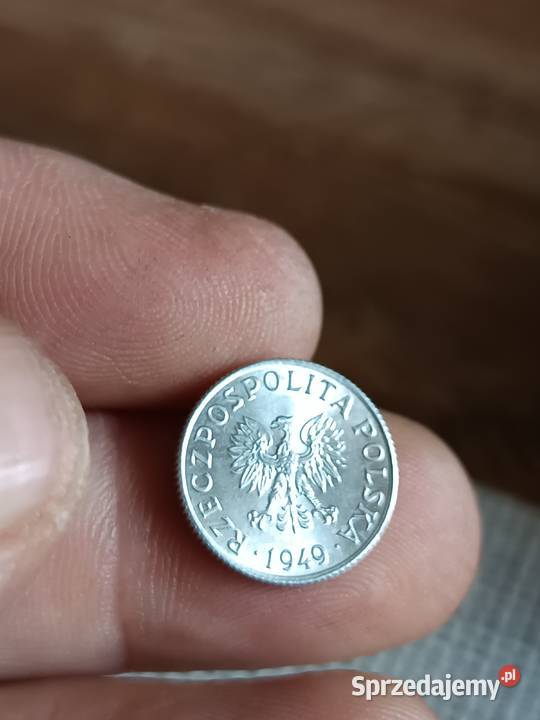 RZECZPOSPOLITA POLSKA
· 1949 ·
Sprzedajemy.pl